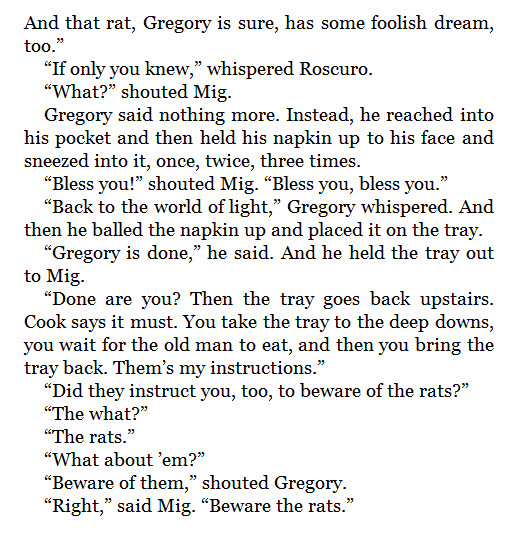 And that rat, Gregory is sure, has some foolish dream,
too.”
“If only you knew,” whispered Roscuro.
“What?” shouted Mig.
Gregory said nothing more. Instead, he reached into
his pocket and then held his napkin up to his face and
sneezed into it, once, twice, three times.
“Bless you!” shouted Mig. “Bless you, bless you.”
“Back to the world of light,” Gregory whispered. And
then he balled the napkin up and placed it on the tray.
“Gregory is done,” he said. And he held the tray out
to Mig.
“Done are you? Then the tray goes back upstairs.
Cook says it must. You take the tray to the deep downs,
you wait for the old man to eat, and then you bring the
tray back. Them’s my instructions.”
“Did they instruct you, too, to beware of the rats?”
“The what?”
“The rats.”
“What about ’em?”
“Beware of them,” shouted Gregory.
“Right,” said Mig. “Beware the rats.”